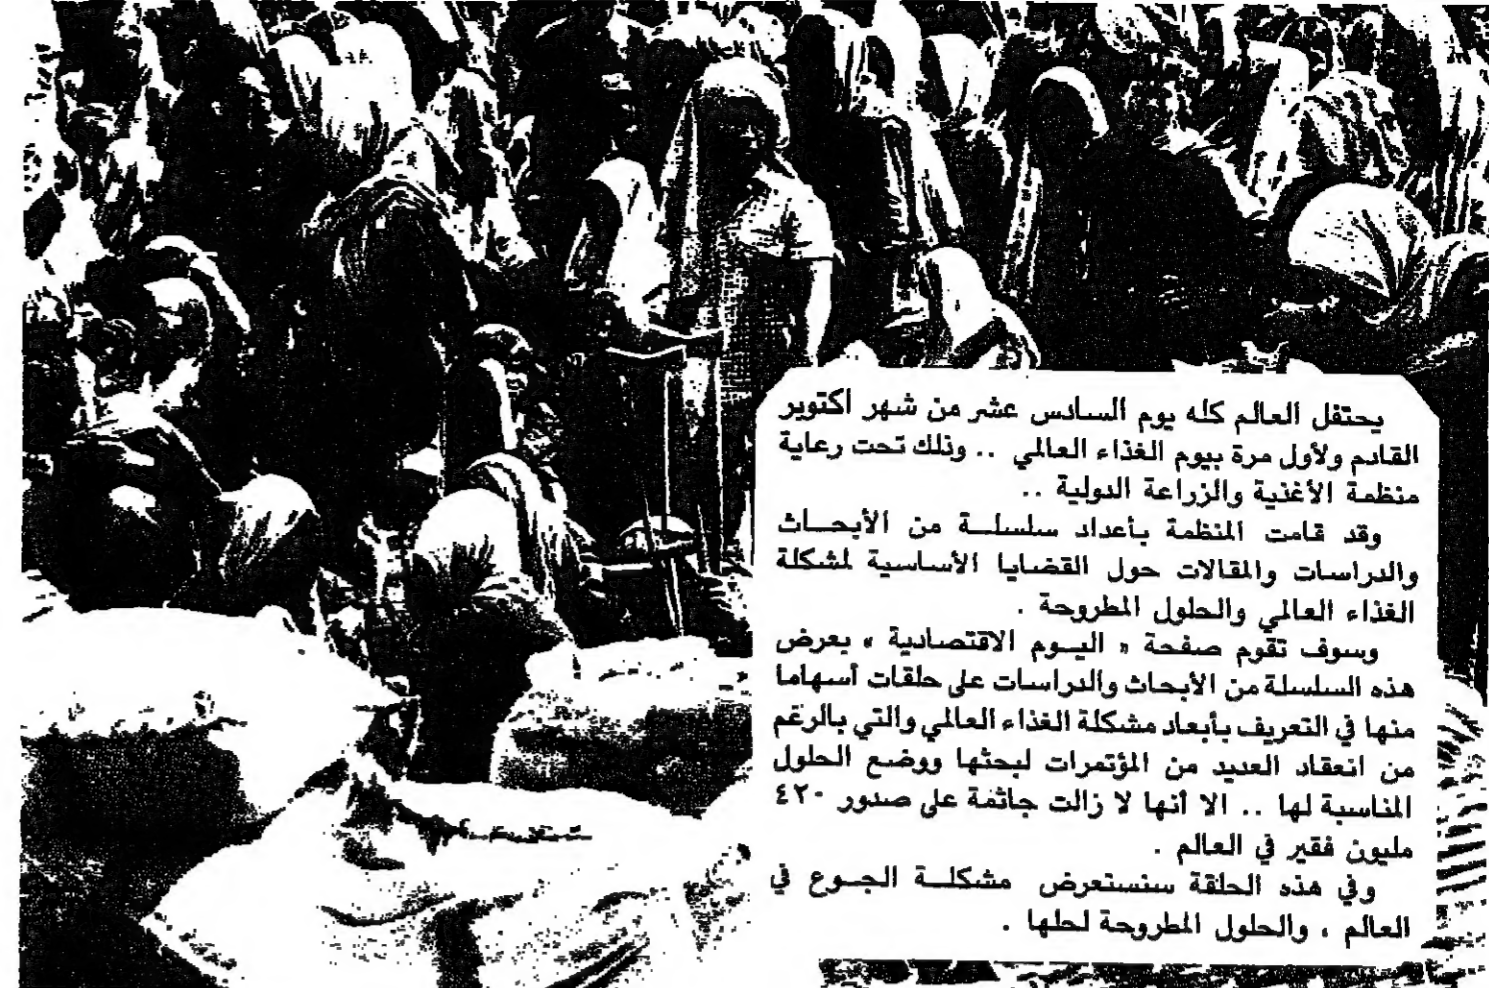 يحتفل العالم كله يوم السادس عشر من شهر اكتوبر
القادم ولأول مرة بيوم الغذاء العالمي .. وذلك تحت رعاية
منظمة الأغذية والزراعة الدولية ..
وقد قامت المنظمة بأعداد سلسلة من الأبحاث
والدراسات والمقالات حول القضايا الأساسية لمشكلة
الغذاء العالمي والحلول المطروحة .
وسوف تقوم صفحة « اليوم الاقتصادية » بعرض
هذه السلسلة من الأبحاث والدراسات على حلقات أسهاما
منها في التعريف بأبعاد مشكلة الغذاء العالمي والتي بالرغم
من انعقاد العديد من المؤتمرات لبحثها ووضع الحلول
المناسبة لها .. الا أنها لا زالت جاثمة على صدور ٤٢٠
مليون فقير في العالم .
وفي هذه الحلقة سنستعرض مشكلة الجوع في
العالم ، والحلول المطروحة لحلها .